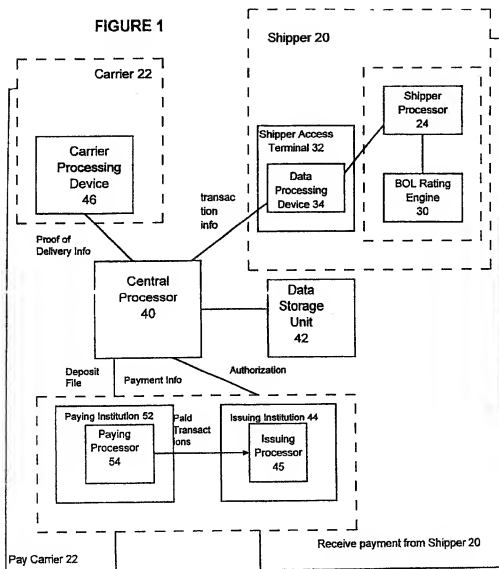 FIGURE 1
Shipper 20
Carrier 22
Shipper
Processor
24
Shipper Access
Terminal 32
Carrier
Processing
Device
46
Data
Processing
Device 34
BOL Rating
Engine
30
transac
tion
info
Proof of
Delivery Info
Central
Processor
40
Data
Storage
Unit
42
Deposit
File
Payment Info
Authorization
Paying Institution 52
Paid
Transact
ions
Issuing Institution 44
Paying
Processor
54
Issuing
Processor
45
Pay Carrier 22
Receive payment from Shipper 20